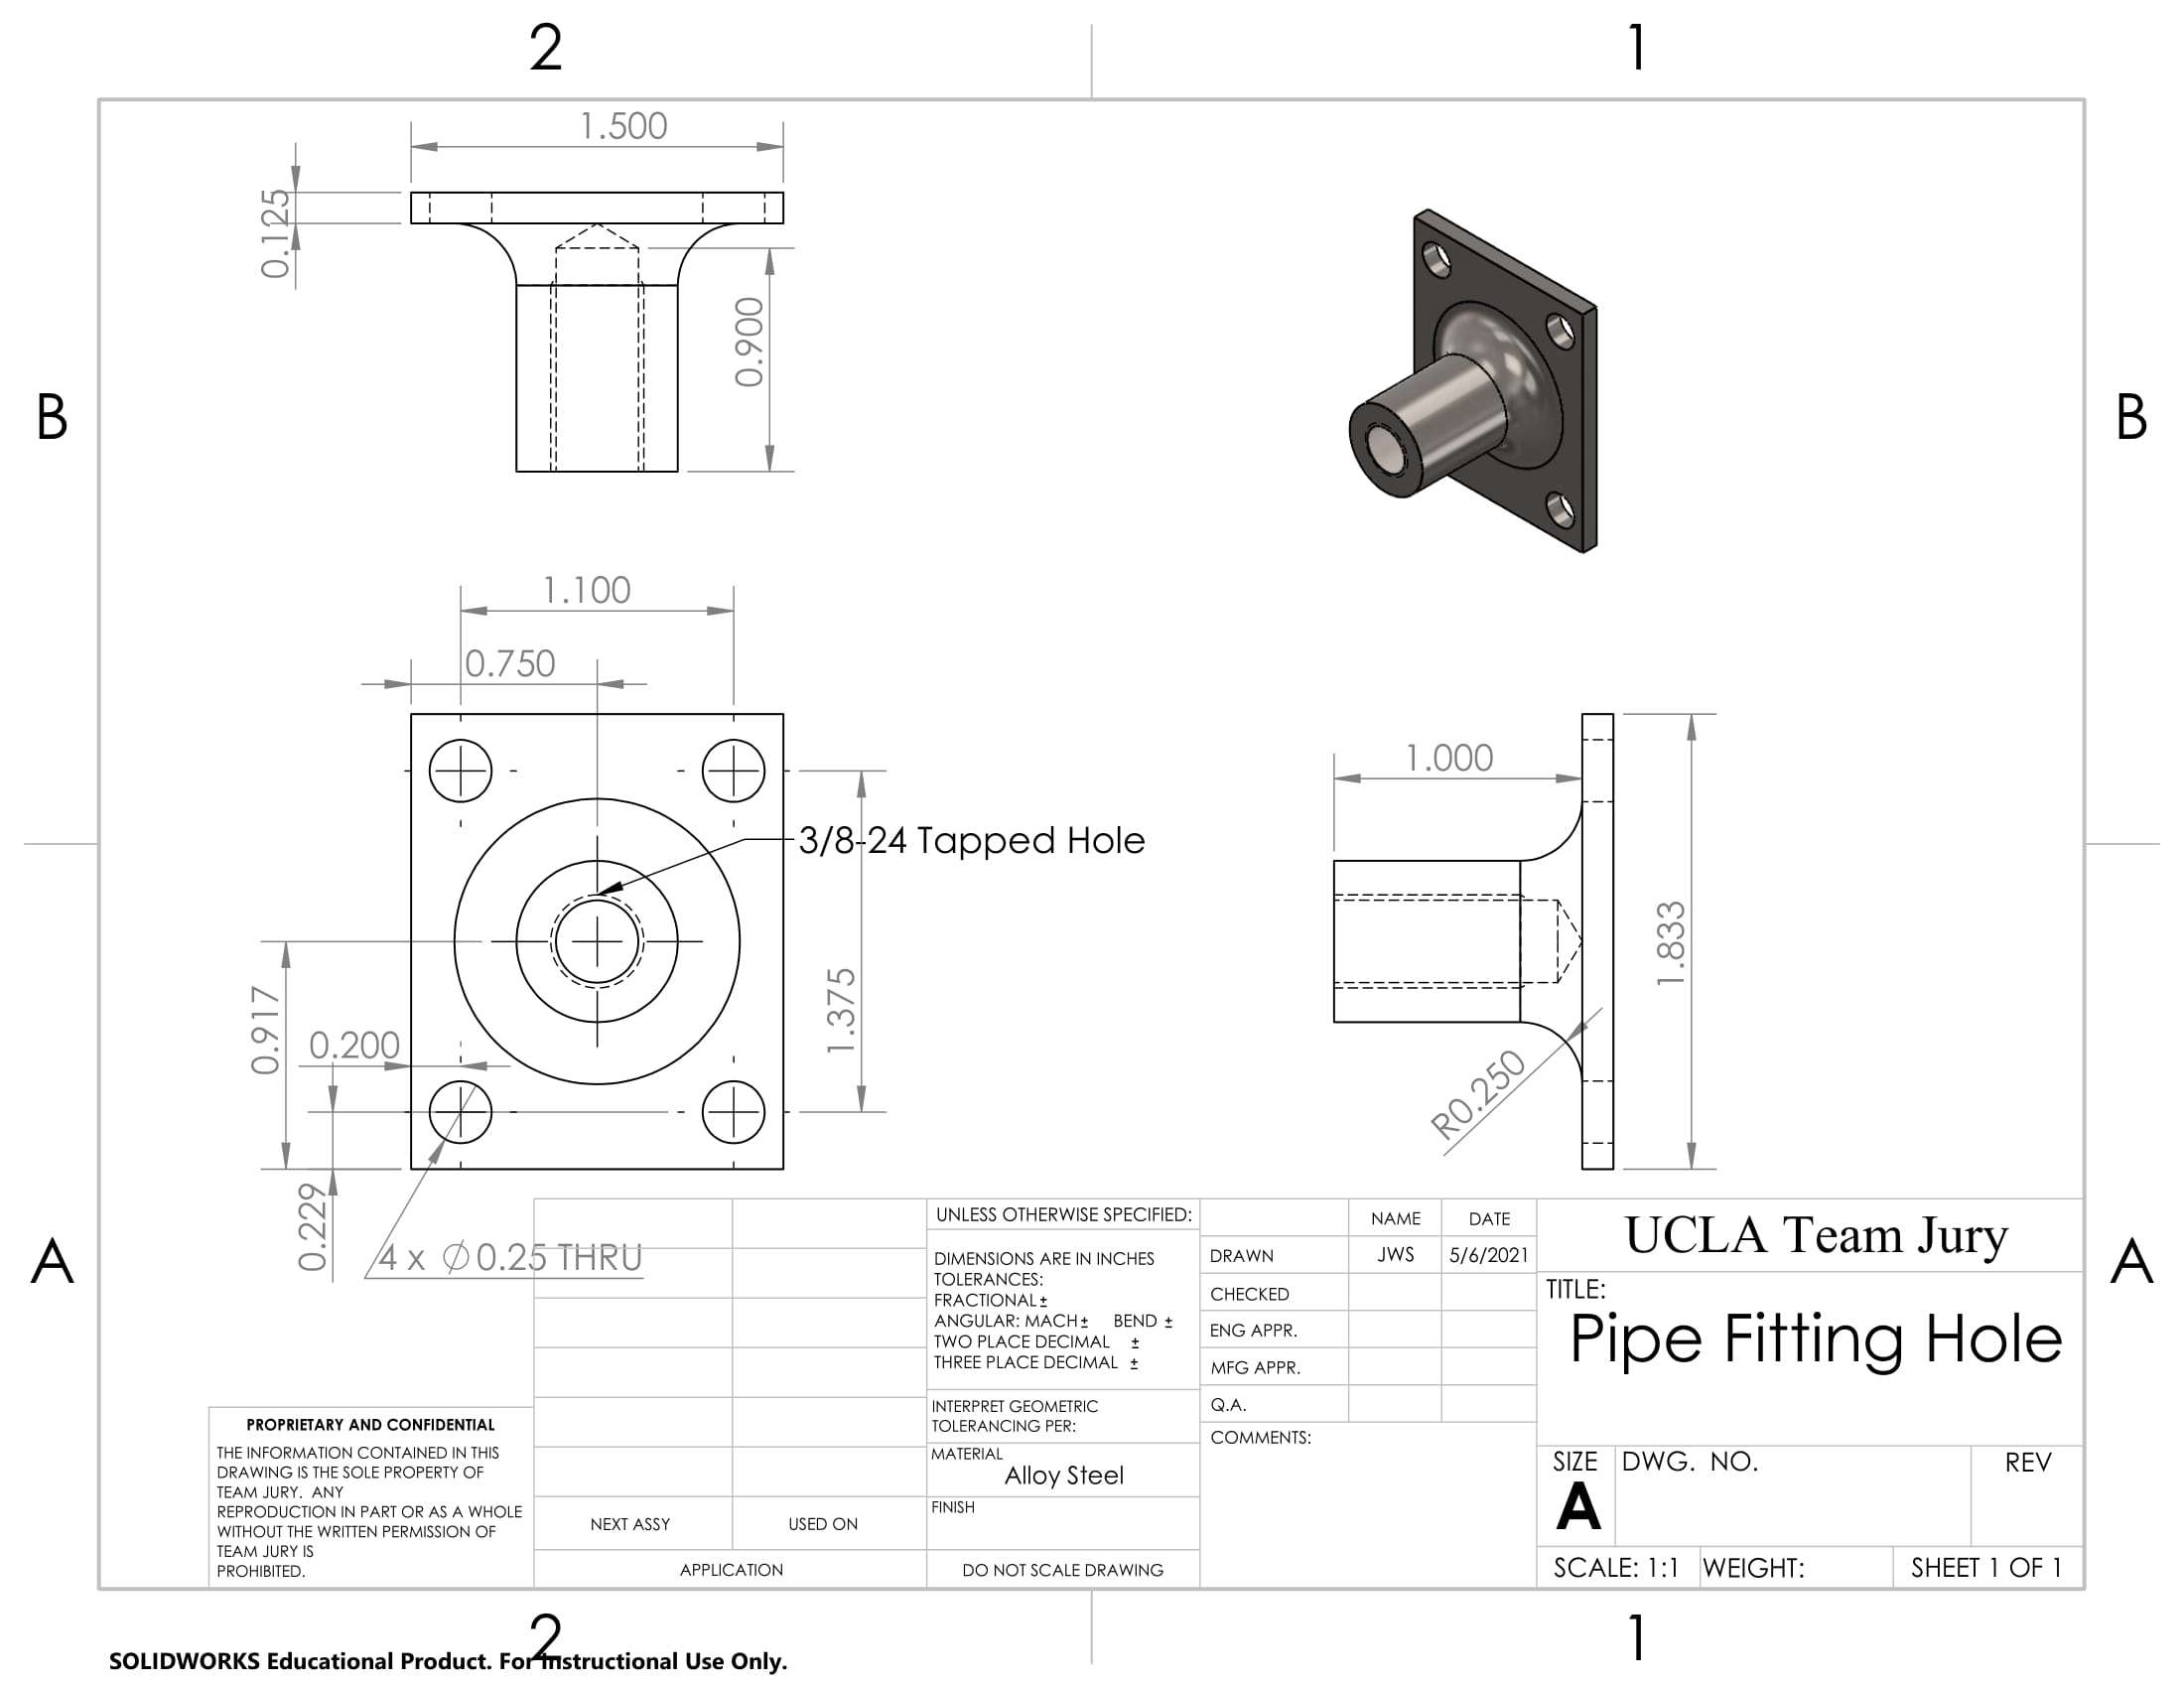 2
1
1.500
0.125
0.900
B
B
1.100
0.750
1.000
3/8-24 Tapped Hole
1.833
0.917
1.375
0.200
R0.250
0.229
4 x ∅0.25 THRU
A
A
UNLESS OTHERWISE SPECIFIED:
DIMENSIONS ARE IN INCHES
TOLERANCES:
FRACTIONAL±
ANGULAR: MACH± BEND ±
TWO PLACE DECIMAL ±
THREE PLACE DECIMAL ±
INTERPRET GEOMETRIC
TOLERANCING PER:
MATERIAL
Alloy Steel
FINISH
DO NOT SCALE DRAWING
NAME DATE
DRAWN JWS 5/6/2021
CHECKED
ENG APPR.
MFG APPR.
Q.A.
COMMENTS:
UCLA Team Jury
TITLE:
Pipe Fitting Hole
SIZE DWG. NO. REV
A
SCALE: 1:1 WEIGHT: SHEET 1 OF 1
PROPRIETARY AND CONFIDENTIAL
THE INFORMATION CONTAINED IN THIS
DRAWING IS THE SOLE PROPERTY OF
TEAM JURY. ANY
REPRODUCTION IN PART OR AS A WHOLE
WITHOUT THE WRITTEN PERMISSION OF
TEAM JURY IS
PROHIBITED.
NEXT ASSY USED ON
APPLICATION
2
1
SOLIDWORKS Educational Product. For Instructional Use Only.